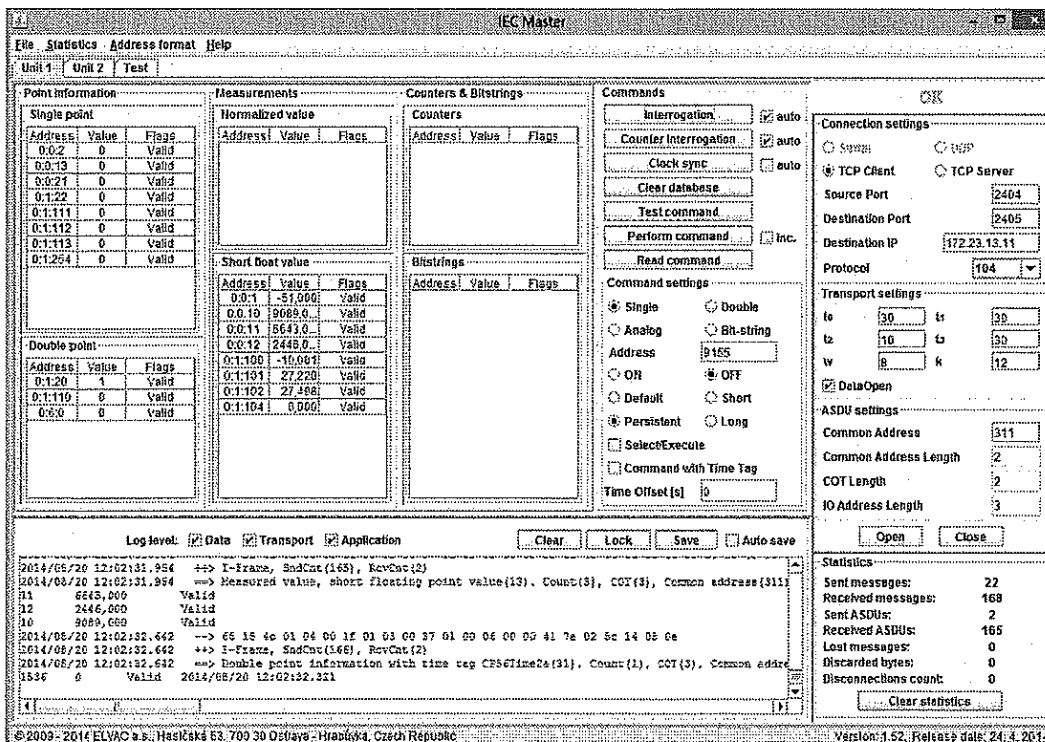 IEC Master
File Statistics Address format Help
Unit 1 Unit 2 Test
Point information
Single point
Address Value Flags
0:0:2 0 Valid
0:0:13 0 Valid
0:0:21 0 Valid
0:1:22 0 Valid
0:1:111 0 Valid
0:1:112 0 Valid
0:1:113 0 Valid
0:1:254 0 Valid
Double point
Address Value Flags
0:1:20 1 Valid
0:1:110 0 Valid
0:6:0 0 Valid
Measurements
Normalized value
Address Value Flags
Short float value
Address Value Flags
0:0:1 -51,000 Valid
0:0:10 9089,0... Valid
0:0:11 6643,0... Valid
0:0:12 2446,0... Valid
0:1:100 -10,001 Valid
0:1:101 27,220 Valid
0:1:102 27,498 Valid
0:1:104 0,000 Valid
Counters & Bitstrings
Counters
Address Value Flags
Bitstrings
Address Value Flags
Commands
Interrogation auto
Counter interrogation auto
Clock sync auto
Clear database
Test command
Perform command Inc.
Read command
Command settings
Single Double
Analog Bit-string
Address 9155
ON OFF
Default Short
Persistent Long
Select/Execute
Command with Time Tag
Time Offset [s] 0
OK
Connection settings
Serial UDP
TCP Client TCP Server
Source Port 2404
Destination Port 2405
Destination IP 172.23.13.11
Protocol 104
Transport settings
t0 30 t1 30
t2 10 t3 30
w 8 k 12
DataOpen
ASDU settings
Common Address 311
Common Address Length 2
COT Length 2
IO Address Length 3
Open Close
Statistics
Sent messages: 22
Received messages: 168
Sent ASDUs: 2
Received ASDUs: 165
Lost messages: 0
Discarded bytes: 0
Disconnections count: 0
Clear statistics
Log level: Data Transport Application Clear Lock Save Auto save
2014/08/20 12:02:31.954 ++> I-Frame, SndCnt{165}, RcvCnt{2}
2014/08/20 12:02:31.954 ==> Measured value, short floating point value{13}, Count{3}, COT{3}, Common address{311}
11 6643,000 Valid
12 2446,000 Valid
10 9089,000 Valid
2014/08/20 12:02:32.642 --> 68 15 4c 01 04 00 1f 01 03 00 37 01 00 06 00 00 41 7e 02 5c 14 08 0e
2014/08/20 12:02:32.642 ++> I-Frame, SndCnt{166}, RcvCnt{2}
2014/08/20 12:02:32.642 ==> Double point information with time tag CP56Time2a{31}, Count{1}, COT{3}, Common addre
1536 0 Valid 2014/08/20 12:02:32.321
© 2009 - 2014 ELVAC a.s., Hasičská 53, 700 30 Ostrava - Hrabůvka, Czech Republic
Version: 1.52, Release date: 24. 4. 2014